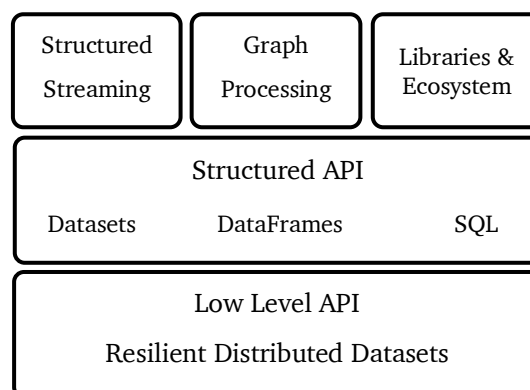 Structured
Streaming
Graph
Processing
Libraries &
Ecosystem
Structured API
Datasets DataFrames SQL
Low Level API
Resilient Distributed Datasets